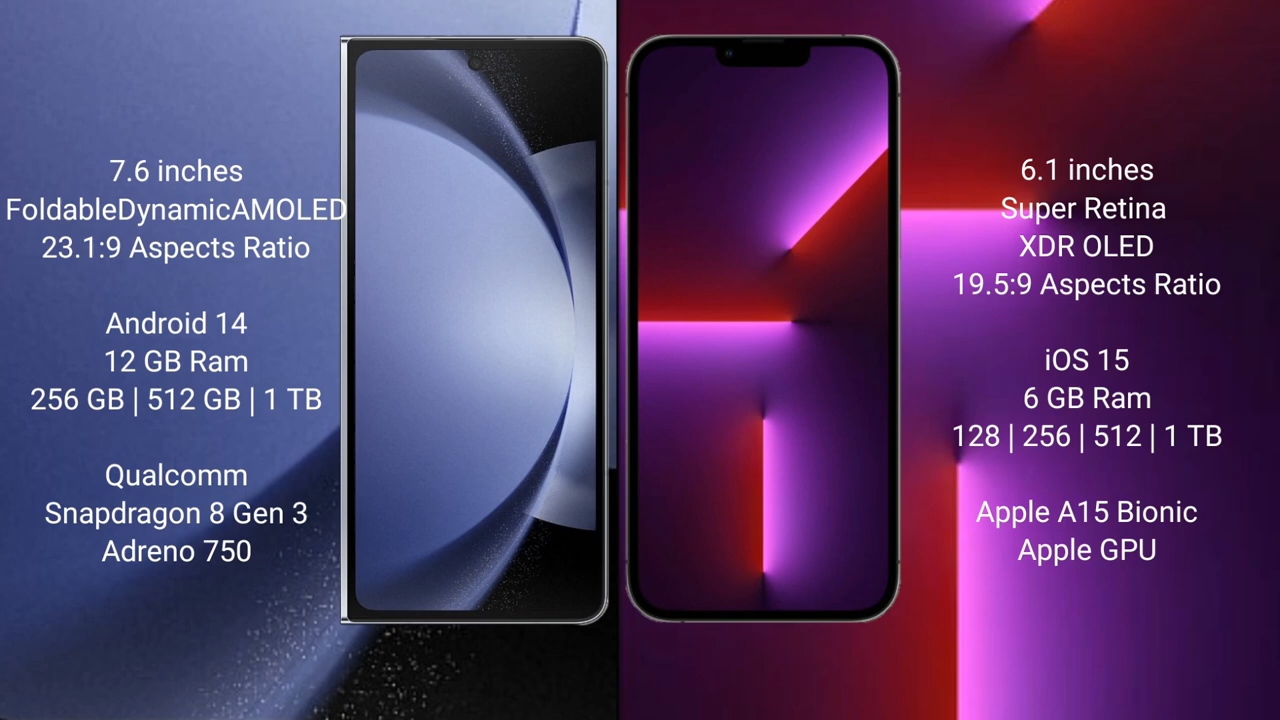 7.6 inches
FoldableDynamicAMOLED
23.1:9 Aspects Ratio
Android 14
12 GB Ram
256 GB | 512 GB | 1 TB
Qualcomm
Snapdragon 8 Gen 3
Adreno 750
6.1 inches
Super Retina
XDR OLED
19.5:9 Aspects Ratio
iOS 15
6 GB Ram
128 | 256 | 512 | 1 TB
Apple A15 Bionic
Apple GPU